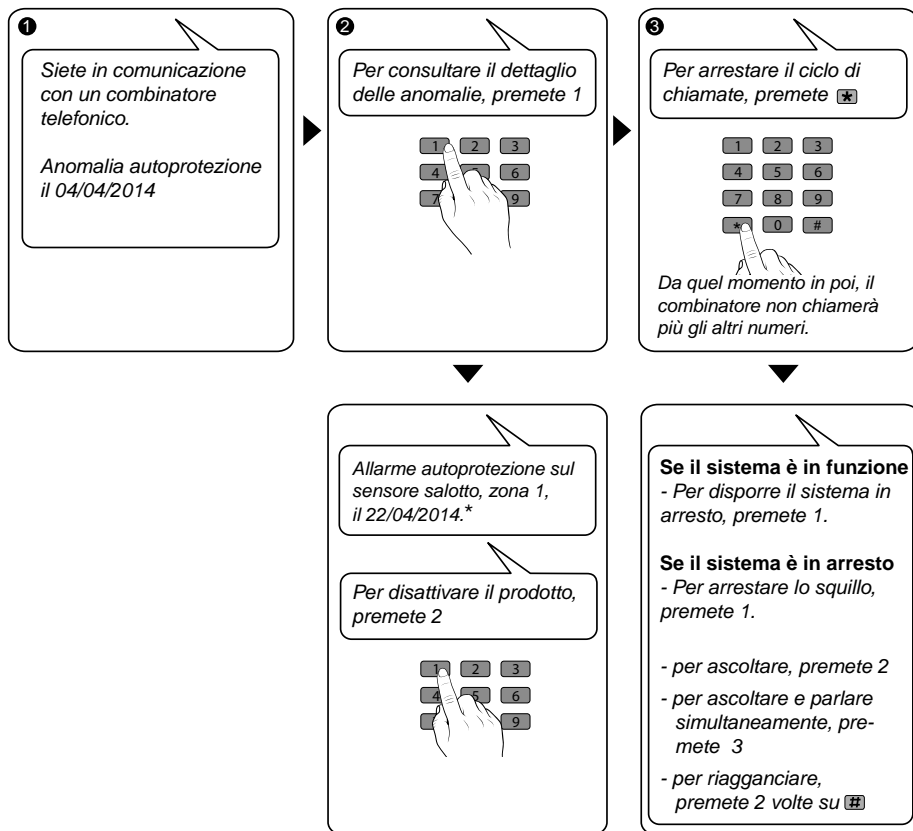 1
Siete in comunicazione
con un combinatore
telefonico.
Anomalia autoprotezione
il 04/04/2014
2
Per consultare il dettaglio
delle anomalie, premete 1
1 2 3
4 5 6
7 9
3
Per arrestare il ciclo di
chiamate, premete *
1 2 3
4 5 6
7 8 9
* 0 #
Da quel momento in poi, il
combinatore non chiamerà
più gli altri numeri.
Allarme autoprotezione sul
sensore salotto, zona 1,
il 22/04/2014.*
Per disattivare il prodotto,
premete 2
1 2 3
4 5 6
9
Se il sistema è in funzione
- Per disporre il sistema in
arresto, premete 1.
Se il sistema è in arresto
- Per arrestare lo squillo,
premete 1.
- per ascoltare, premete 2
- per ascoltare e parlare
simultaneamente, pre-
mete 3
- per riagganciare,
premete 2 volte su #